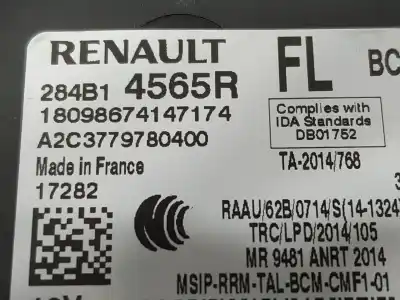 RENAULT FL BC
284B1 4565R
18098674147174
A2C3779780400
Complies with
IDA Standards
DB01752
Made in France
TA-2014/768
17282
RAAU/62B/0714/S(14-1324
TRC/LPD/2014/105
MR 9481 ANRT 2014
MSIP-RRM-TAL-BCM-CMF1-01